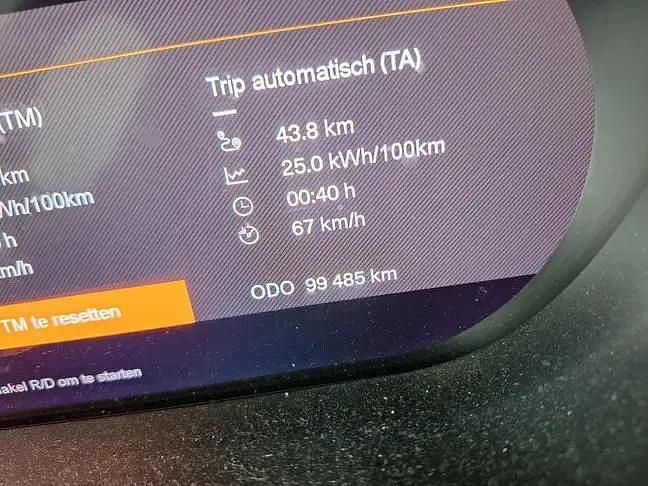 Trip automatisch (TA)
(TM)
43.8 km
km
25.0 kWh/100km
Wh/100km
00:40 h
h
67 km/h
m/h
ODO 99 485 km
TM te resetten
akel R/D om te starten